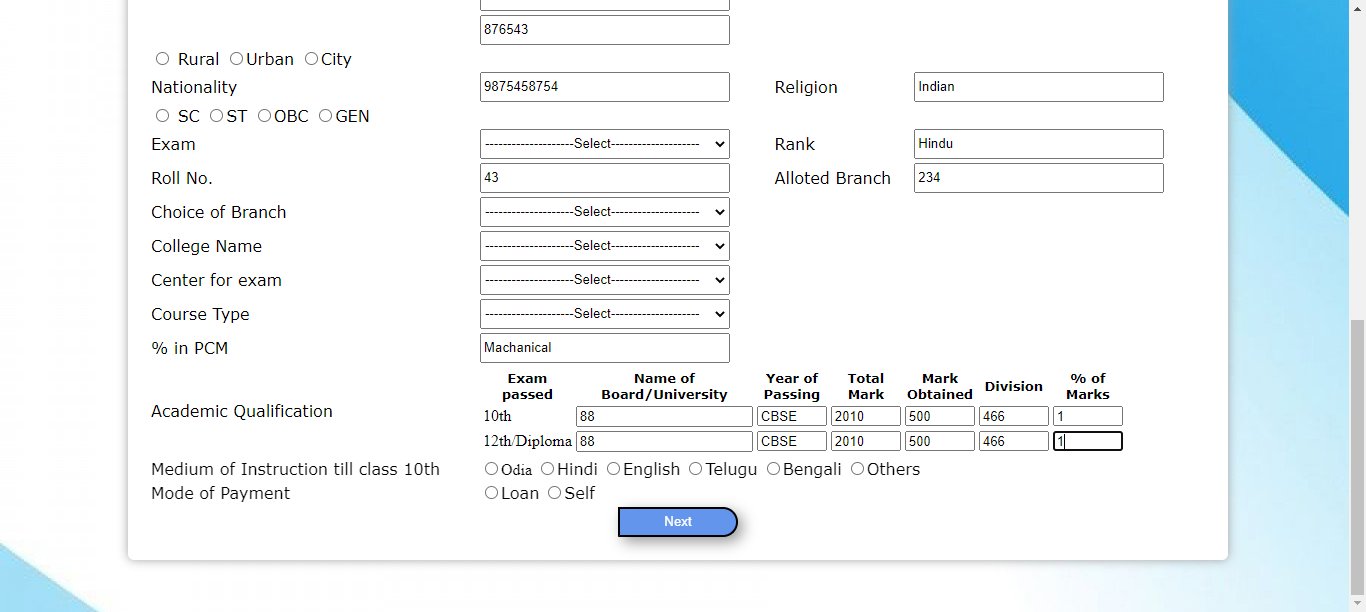 876543
Rural Urban City
Nationality 9875458754 Religion Indian
SC ST OBC GEN
Exam --------------------Select-------------------- Rank Hindu
Roll No. 43 Alloted Branch 234
Choice of Branch --------------------Select--------------------
College Name --------------------Select--------------------
Center for exam --------------------Select--------------------
Course Type --------------------Select--------------------
% in PCM Machanical
Exam Name of Year of Total Mark Division % of
passed Board/University Passing Mark Obtained Marks
Academic Qualification
10th 88 CBSE 2010 500 466 1
12th/Diploma 88 CBSE 2010 500 466 1
Medium of Instruction till class 10th Odia Hindi English Telugu Bengali Others
Mode of Payment Loan Self
Next